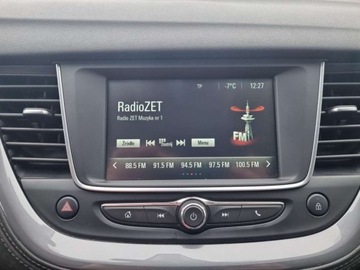 TP -7°C 12:27
RadioZET
Radio ZET Muzyka nr 1
Źródło Menu
FM
88.5 FM 91.5 FM 94.5 FM 97.5 FM 100.5 FM